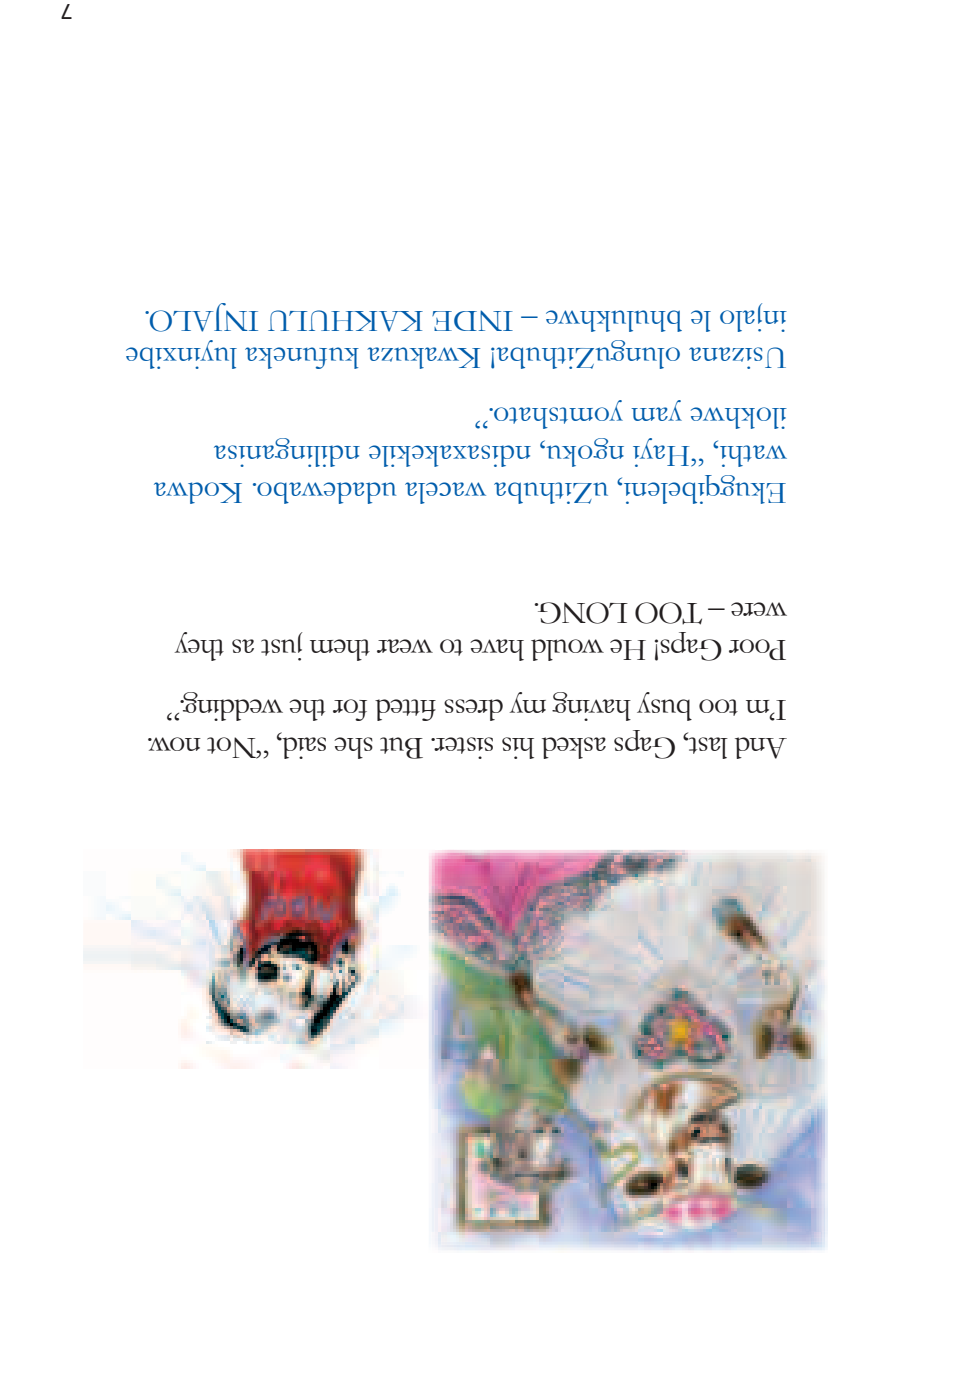 And last, Gaps asked his sister. But she said, “Not now.
I’m too busy having my dress fitted for the wedding.”
Poor Gaps! He would have to wear them just as they
were – TOO LONG.
Ekugqibeleni, uZithuba wacela udadewabo. Kodwa
wathi, “Hayi ngoku, ndisaxakekile ndilinganisa
ilokhwe yam yomtshato.”
Usizana olunguZithuba! Kwakuza kufuneka luyinxibe
injalo le bhulukhwe – INDE KAKHULU INJALO.
7